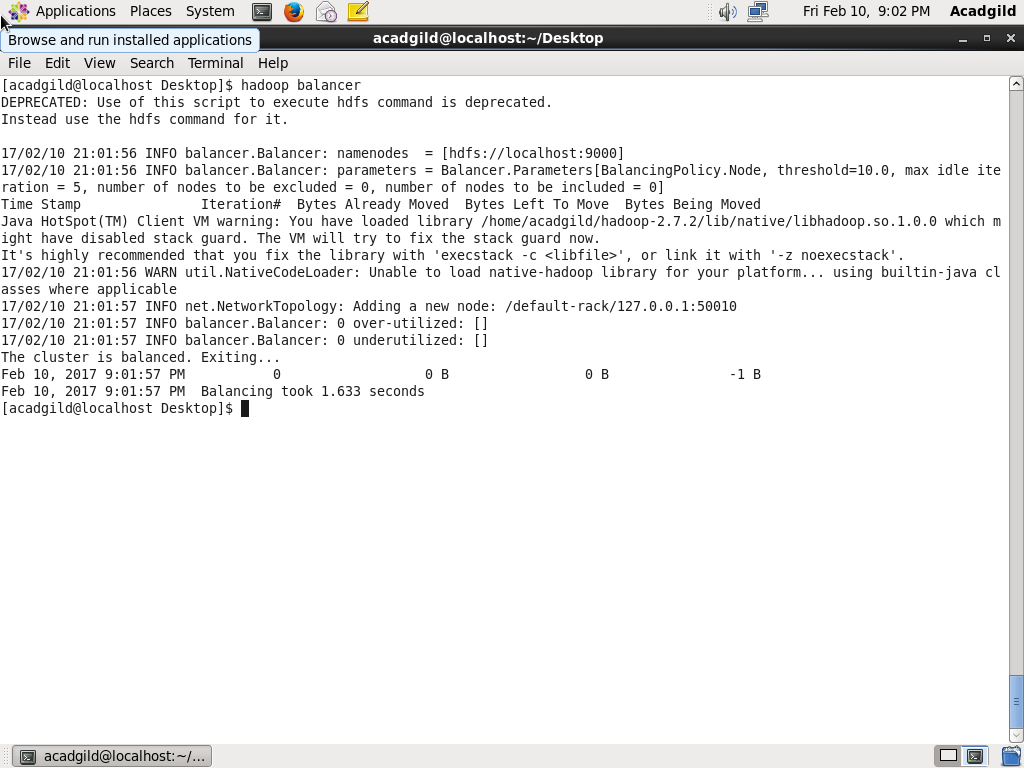 Applications Places System Fri Feb 10, 9:02 PM Acadgild
Browse and run installed applications
acadgild@localhost:~/Desktop
File Edit View Search Terminal Help
[acadgild@localhost Desktop]$ hadoop balancer
DEPRECATED: Use of this script to execute hdfs command is deprecated.
Instead use the hdfs command for it.
17/02/10 21:01:56 INFO balancer.Balancer: namenodes  = [hdfs://localhost:9000]
17/02/10 21:01:56 INFO balancer.Balancer: parameters = Balancer.Parameters[BalancingPolicy.Node, threshold=10.0, max idle ite
ration = 5, number of nodes to be excluded = 0, number of nodes to be included = 0]
Time Stamp               Iteration#  Bytes Already Moved  Bytes Left To Move  Bytes Being Moved
Java HotSpot(TM) Client VM warning: You have loaded library /home/acadgild/hadoop-2.7.2/lib/native/libhadoop.so.1.0.0 which m
ight have disabled stack guard. The VM will try to fix the stack guard now.
It's highly recommended that you fix the library with 'execstack -c <libfile>', or link it with '-z noexecstack'.
17/02/10 21:01:56 WARN util.NativeCodeLoader: Unable to load native-hadoop library for your platform... using builtin-java cl
asses where applicable
17/02/10 21:01:57 INFO net.NetworkTopology: Adding a new node: /default-rack/127.0.0.1:50010
17/02/10 21:01:57 INFO balancer.Balancer: 0 over-utilized: []
17/02/10 21:01:57 INFO balancer.Balancer: 0 underutilized: []
The cluster is balanced. Exiting...
Feb 10, 2017 9:01:57 PM           0                  0 B                 0 B               -1 B
Feb 10, 2017 9:01:57 PM  Balancing took 1.633 seconds
[acadgild@localhost Desktop]$
acadgild@localhost:~/...